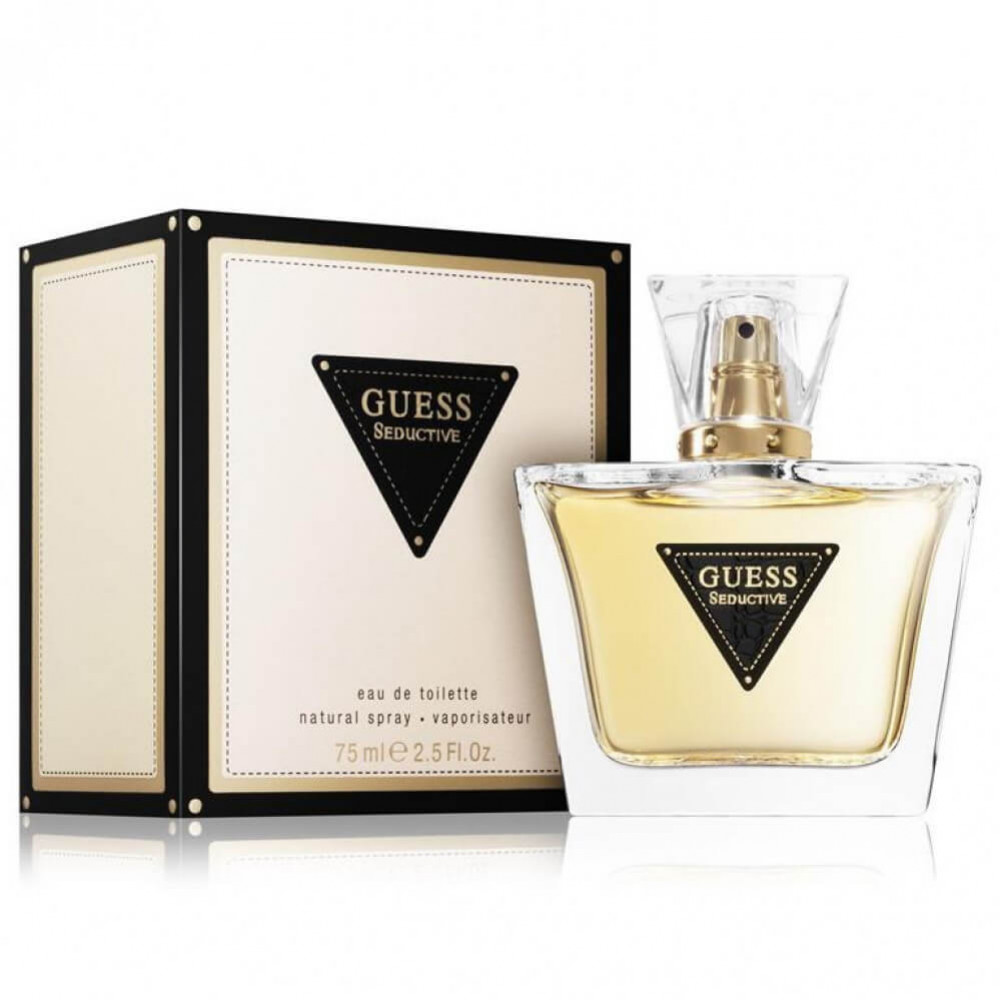 GUESS
SEDUCTIVE
eau de toilette
natural spray • vaporisateur
75 ml ℮ 2.5 Fl.Oz.
GUESS
SEDUCTIVE